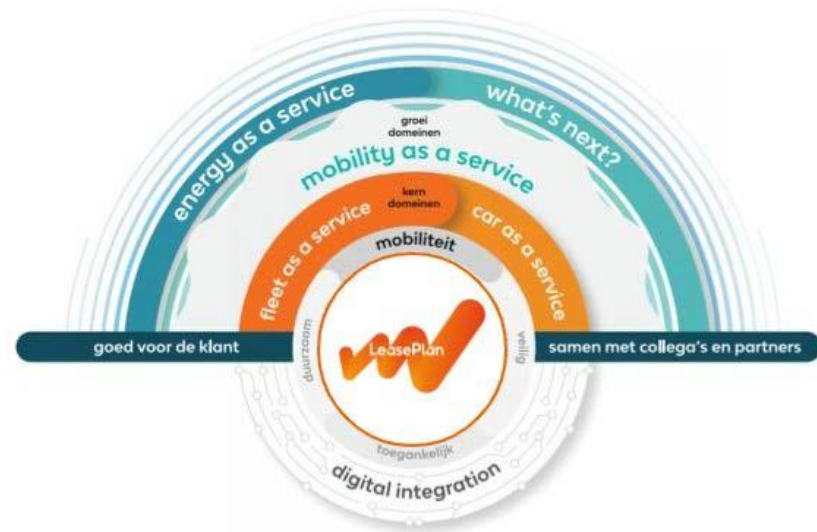 energy as a service
what's next?
groei
domeinen
mobility as a service
kern
domeinen
fleet as a service
car as a service
mobiliteit
goed voor de klant
duurzaam
LeasePlan
veilig
samen met collega's en partners
toegankelijk
digital integration